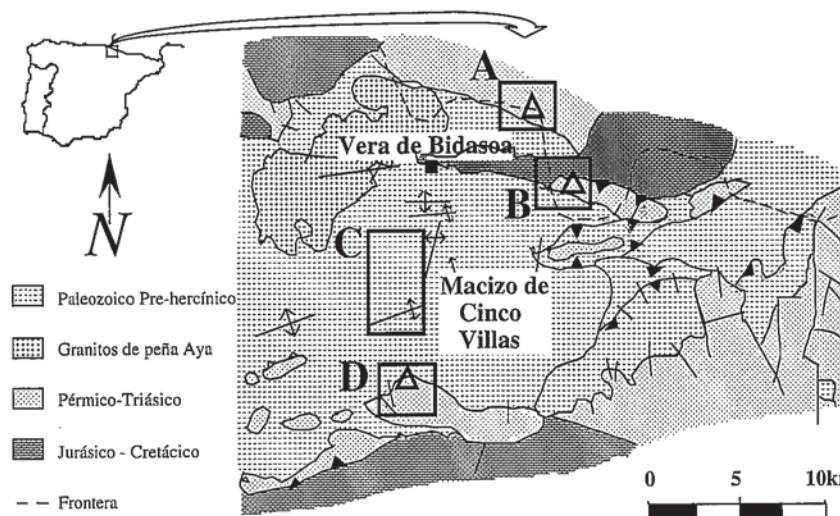 A
Vera de Bidasoa
B
N
C
Macizo de
Cinco
Villas
D
Paleozoico Pre-hercínico
Granitos de peña Aya
Pérmico-Triásico
Jurásico - Cretácico
Frontera
0 5 10km